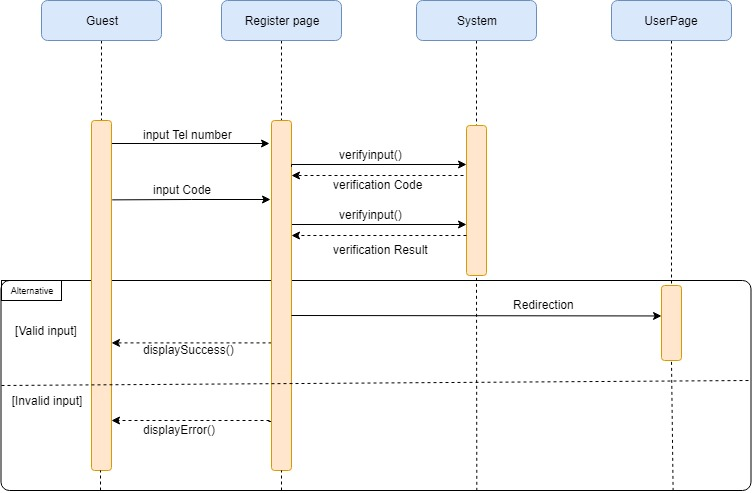 Guest
Register page
System
UserPage
input Tel number
verifyinput()
verification Code
input Code
verifyinput()
verification Result
Alternative
Redirection
[Valid input]
displaySuccess()
[Invalid input]
displayError()